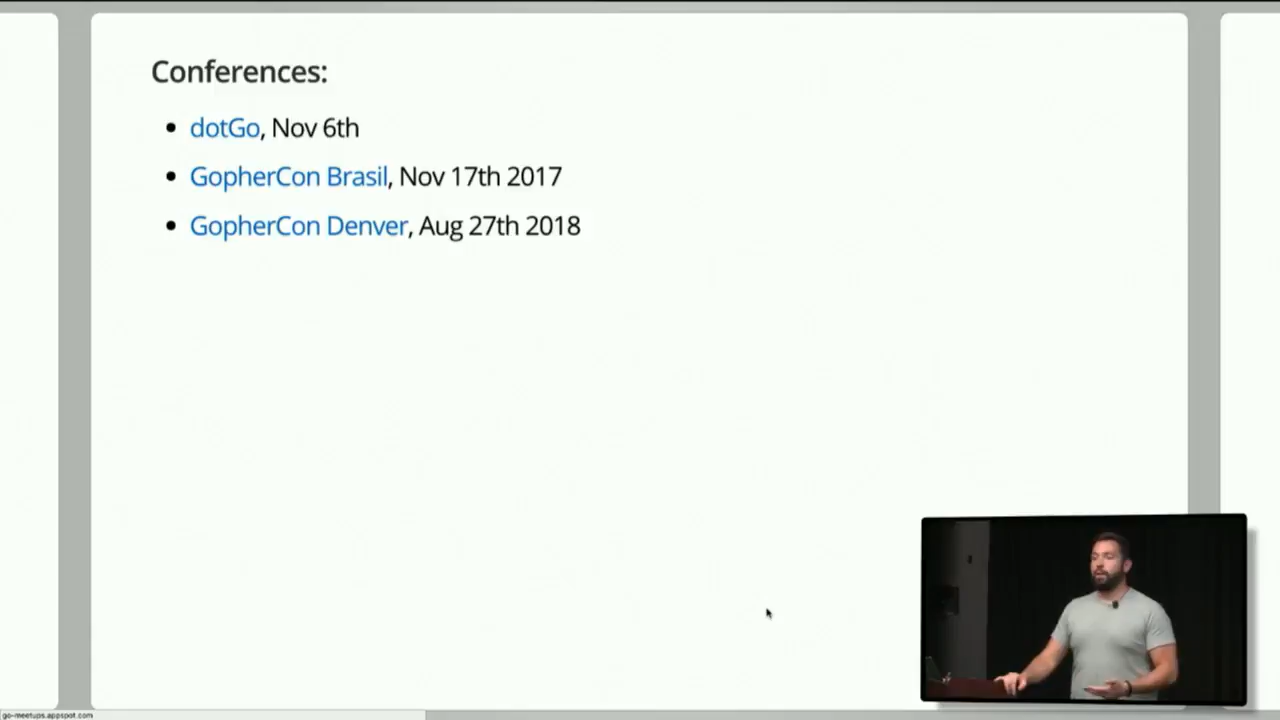 Conferences:
dotGo, Nov 6th
GopherCon Brasil, Nov 17th 2017
GopherCon Denver, Aug 27th 2018
go-meetups.appspot.com